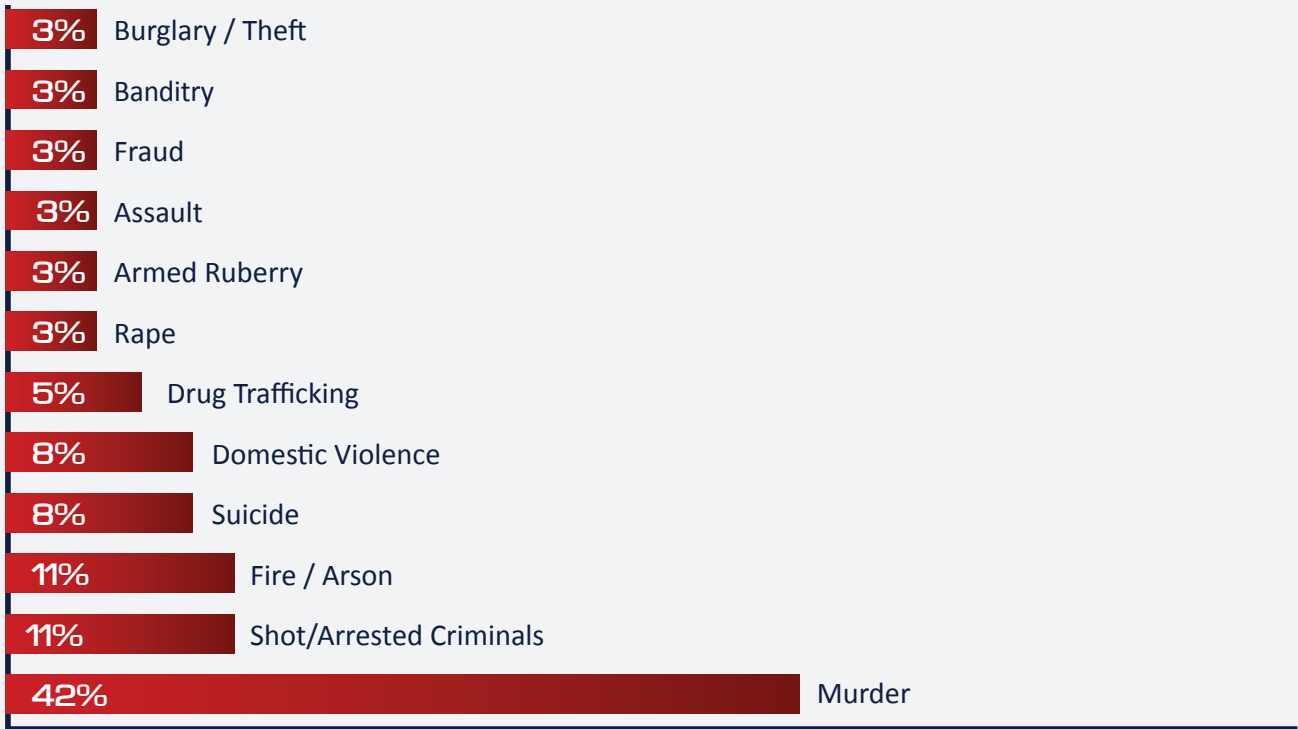 3% Burglary / Theft
3% Banditry
3% Fraud
3% Assault
3% Armed Ruberry
3% Rape
5% Drug Trafficking
8% Domestic Violence
8% Suicide
11% Fire / Arson
11% Shot/Arrested Criminals
42% Murder